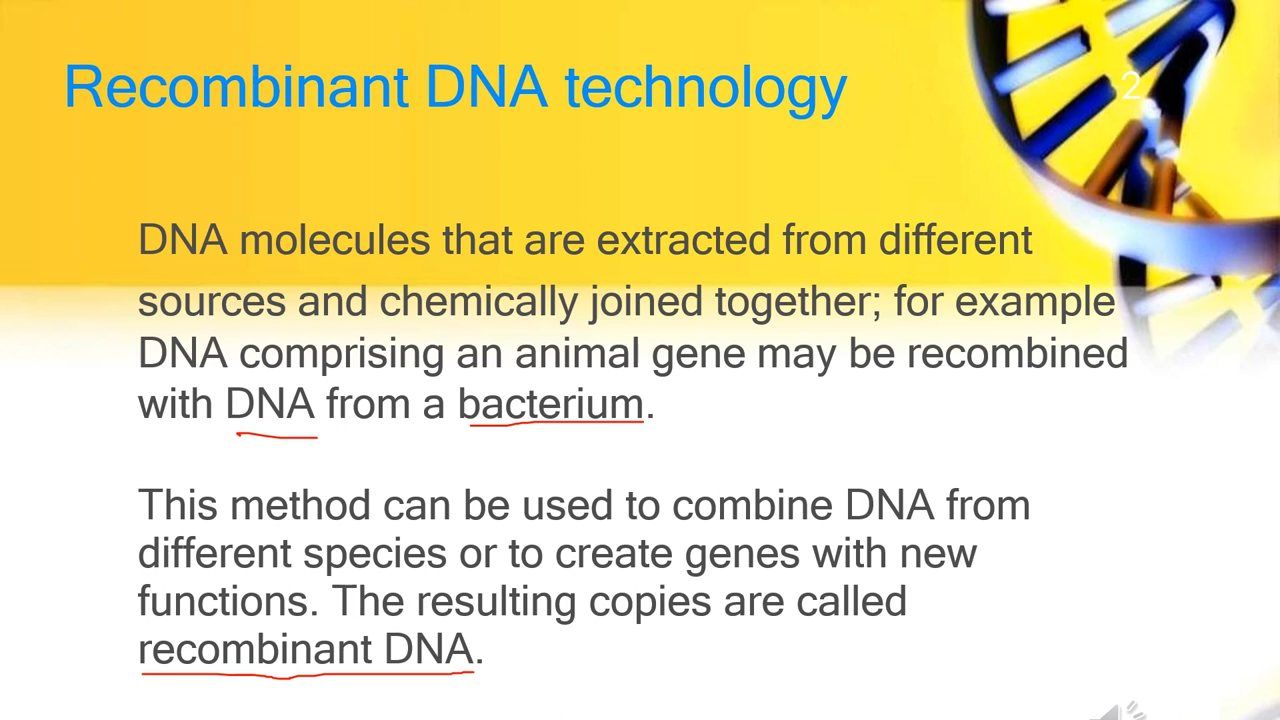 Recombinant DNA technology
2
DNA molecules that are extracted from different
sources and chemically joined together; for example
DNA comprising an animal gene may be recombined
with DNA from a bacterium.
This method can be used to combine DNA from
different species or to create genes with new
functions. The resulting copies are called
recombinant DNA.